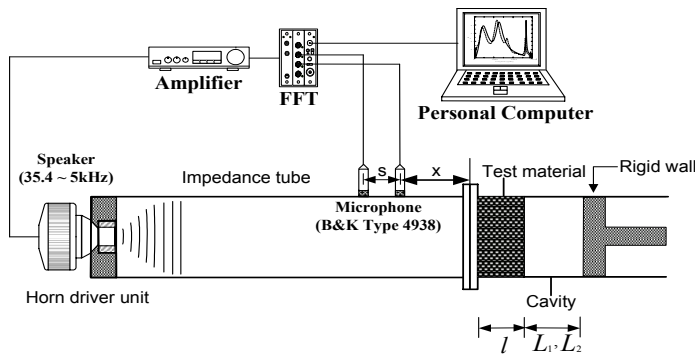 Amplifier
FFT
Personal Computer
Speaker
(35.4 ~ 5kHz)
Impedance tube
s
x
Test material
Rigid wall
Microphone
(B&K Type 4938)
Horn driver unit
Cavity
l
L₁, L₂